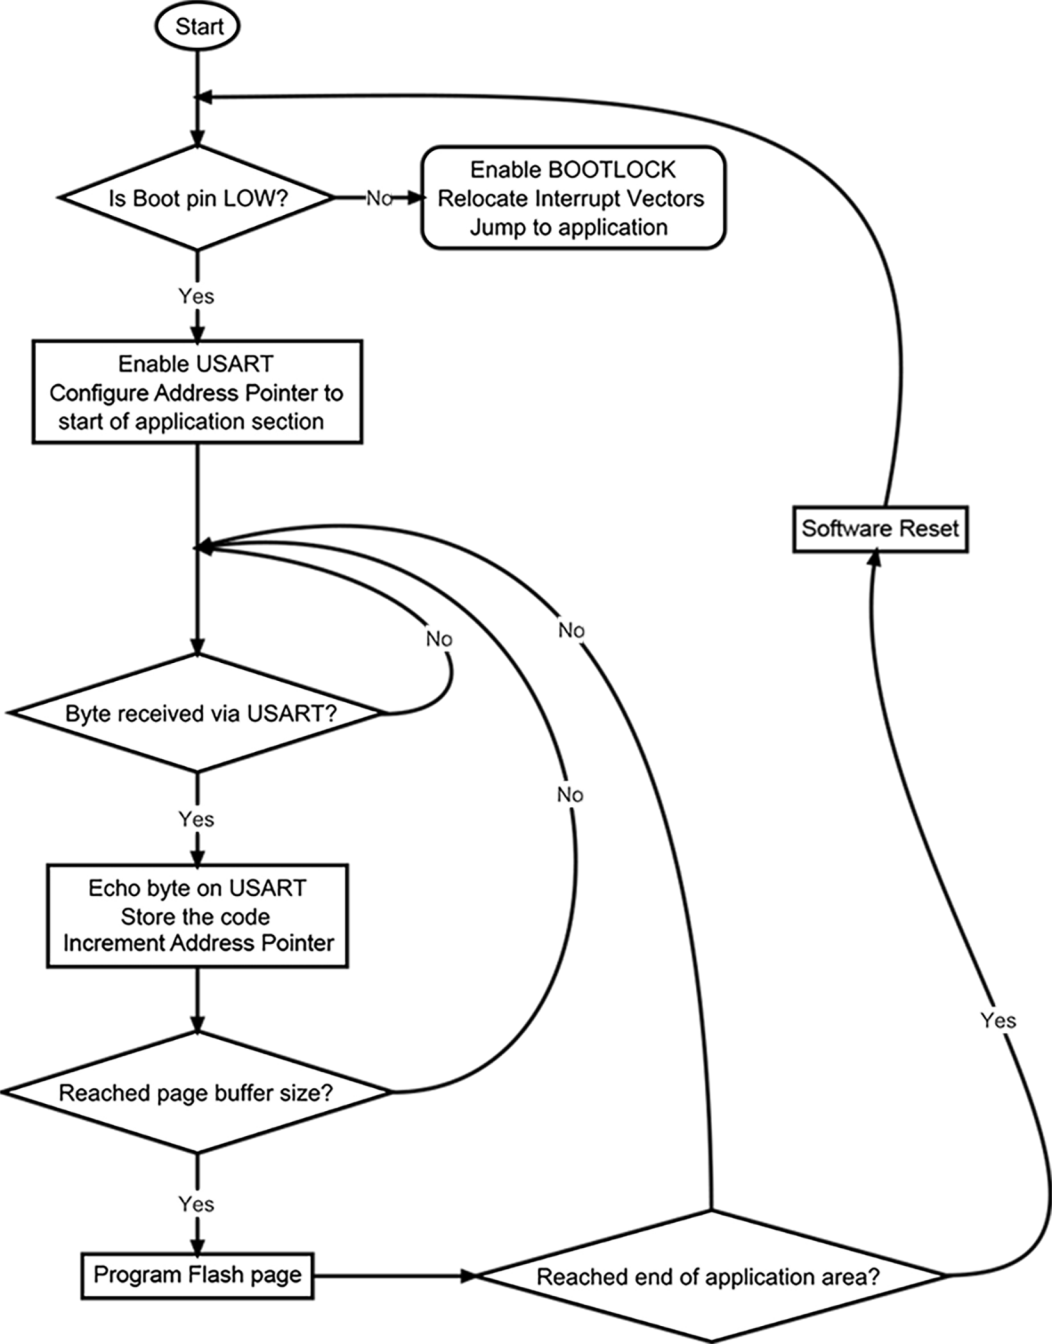 Start
Is Boot pin LOW?
No
Enable BOOTLOCK
Relocate Interrupt Vectors
Jump to application
Yes
Enable USART
Configure Address Pointer to
start of application section
Software Reset
No
No
Byte received via USART?
No
Yes
Echo byte on USART
Store the code
Increment Address Pointer
Yes
Reached page buffer size?
Yes
Program Flash page
Reached end of application area?